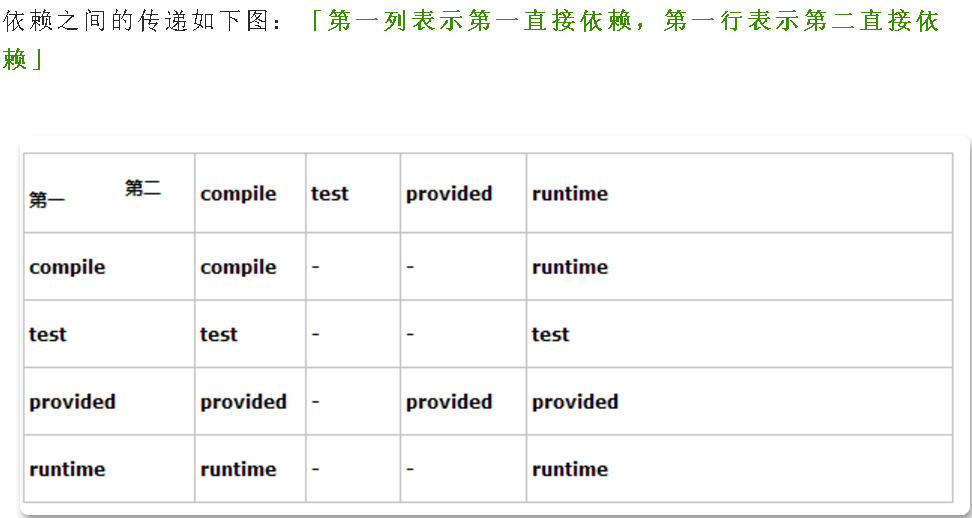 依赖之间的传递如下图：「第一列表示第一直接依赖，第一行表示第二直接依
赖」
第一 第二 compile test provided runtime
compile compile - - runtime
test test - - test
provided provided - provided provided
runtime runtime - - runtime